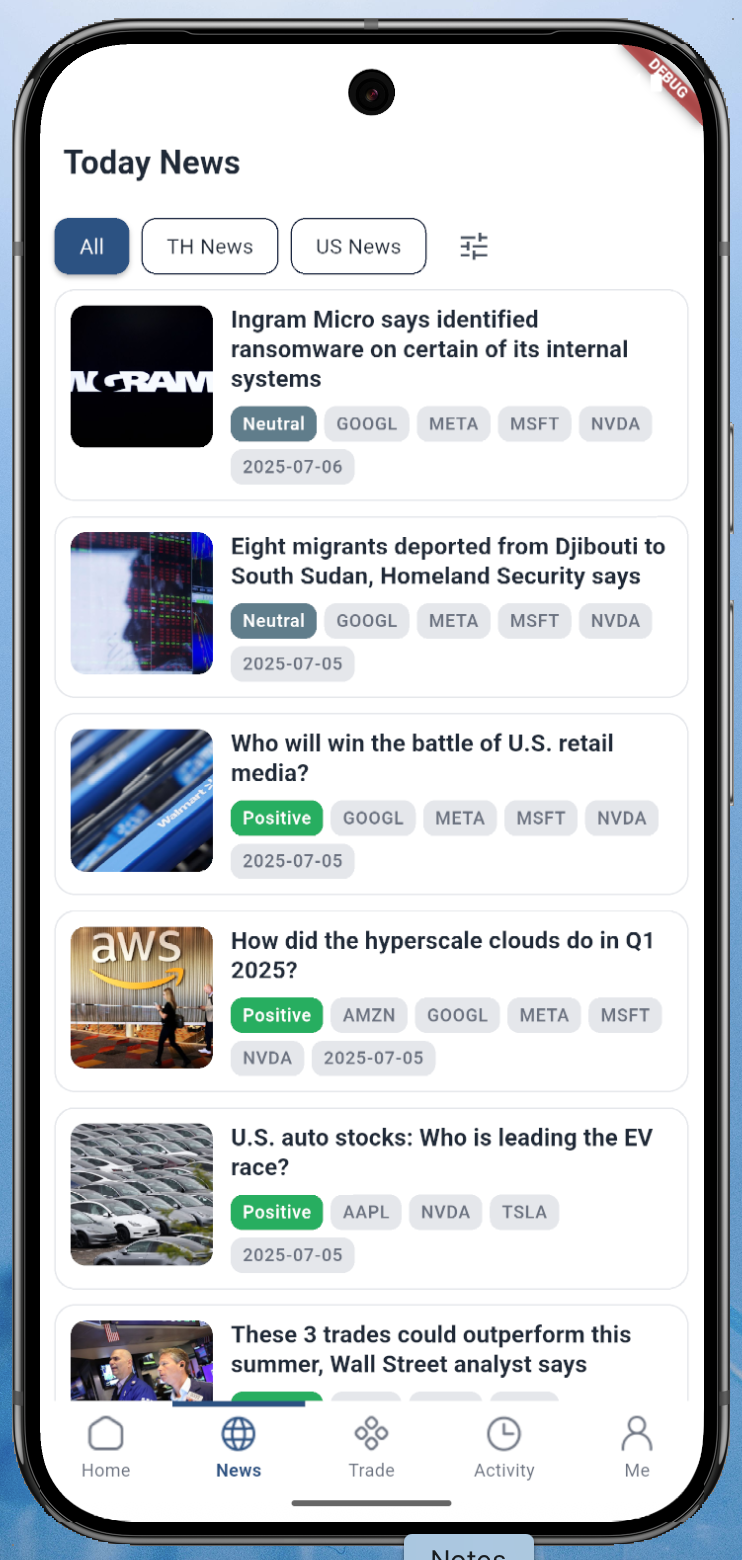 DEBUG
Today News
All
TH News
US News
NGRAM
Ingram Micro says identified
ransomware on certain of its internal
systems
Neutral GOOGL META MSFT NVDA
2025-07-06
Eight migrants deported from Djibouti to
South Sudan, Homeland Security says
Neutral GOOGL META MSFT NVDA
2025-07-05
Walmart
Who will win the battle of U.S. retail
media?
Positive GOOGL META MSFT NVDA
2025-07-05
aws
How did the hyperscale clouds do in Q1
2025?
Positive AMZN GOOGL META MSFT
NVDA 2025-07-05
U.S. auto stocks: Who is leading the EV
race?
Positive AAPL NVDA TSLA
2025-07-05
These 3 trades could outperform this
summer, Wall Street analyst says
Home
News
Trade
Activity
Me
Notes